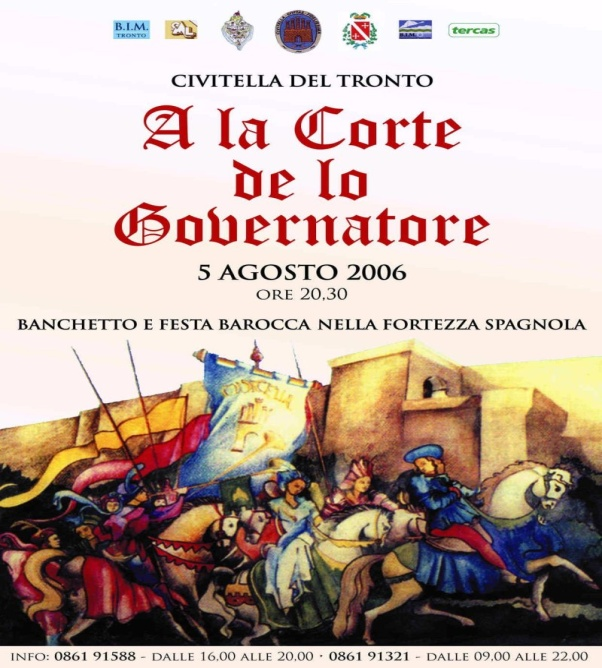 B.I.M.
TRONTO
B.I.M.
tercas
CIVITELLA DEL TRONTO
A la Corte
de lo
Governatore
5 AGOSTO 2006
ORE 20,30
BANCHETTO E FESTA BAROCCA NELLA FORTEZZA SPAGNOLA
INFO: 0861 91588 - DALLE 16.00 ALLE 20.00 · 0861 91321 - DALLE 09.00 ALLE 22.00